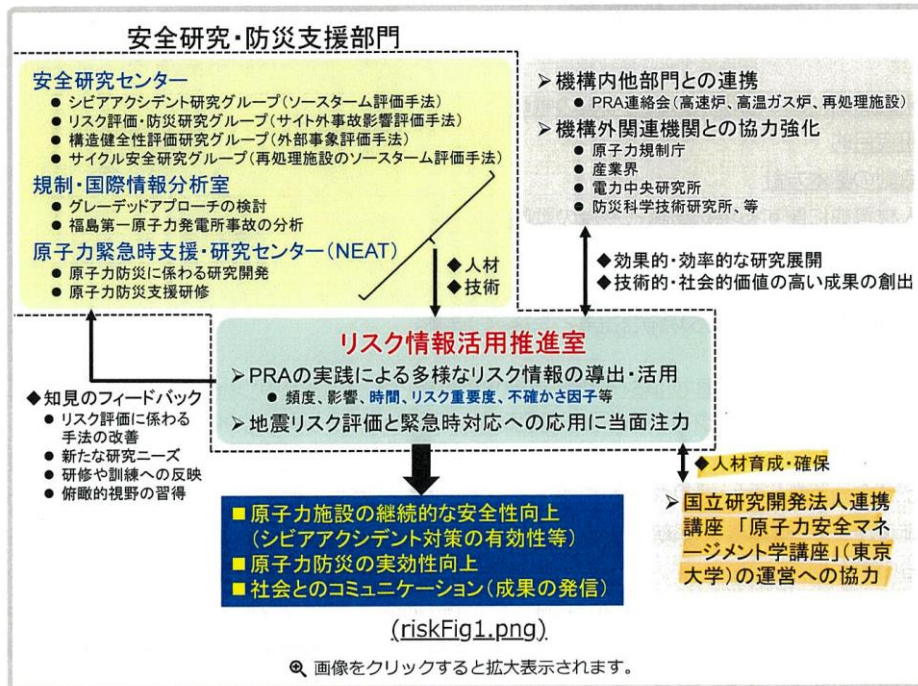 安全研究・防災支援部門
安全研究センター
● シビアアクシデント研究グループ(ソースターム評価手法)
● リスク評価・防災研究グループ(サイト外事故影響評価手法)
● 構造健全性評価研究グループ(外部事象評価手法)
● サイクル安全研究グループ(再処理施設のソースターム評価手法)
規制・国際情報分析室
● グレーデッドアプローチの検討
● 福島第一原子力発電所事故の分析
原子力緊急時支援・研究センター(NEAT)
● 原子力防災に係わる研究開発
● 原子力防災支援研修
➢機構内他部門との連携
● PRA連絡会(高速炉、高温ガス炉、再処理施設)
➢機構外関連機関との協力強化
● 原子力規制庁
● 産業界
● 電力中央研究所
● 防災科学技術研究所、等
◆人材
◆技術
◆効果的・効率的な研究展開
◆技術的・社会的価値の高い成果の創出
リスク情報活用推進室
➢PRAの実践による多様なリスク情報の導出・活用
● 頻度、影響、時間、リスク重要度、不確かさ因子等
➢地震リスク評価と緊急時対応への応用に当面注力
◆知見のフィードバック
● リスク評価に係わる
手法の改善
● 新たな研究ニーズ
● 研修や訓練への反映
● 俯瞰的視野の習得
◆人材育成・確保
➢国立研究開発法人連携
講座 「原子力安全マネ
ージメント学講座」(東京
大学)の運営への協力
■ 原子力施設の継続的な安全性向上
(シビアアクシデント対策の有効性等)
■ 原子力防災の実効性向上
■ 社会とのコミュニケーション(成果の発信)
(riskFig1.png)
画像をクリックすると拡大表示されます。